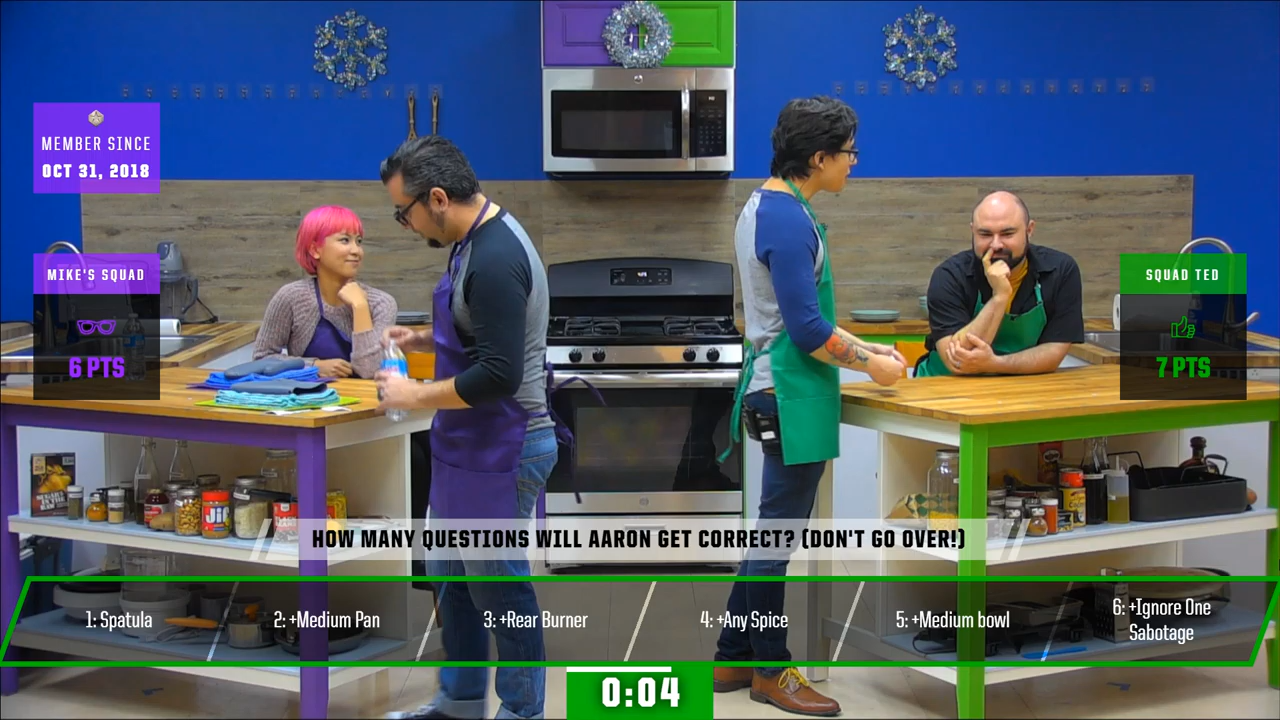 MEMBER SINCE
OCT 31, 2018
MIKE'S SQUAD
6 PTS
SQUAD TED
7 PTS
Jif
HOW MANY QUESTIONS WILL AARON GET CORRECT? (DON'T GO OVER!)
1: Spatula
2: +Medium Pan
3: +Rear Burner
4: +Any Spice
5: +Medium bowl
6: +Ignore One
Sabotage
0:04